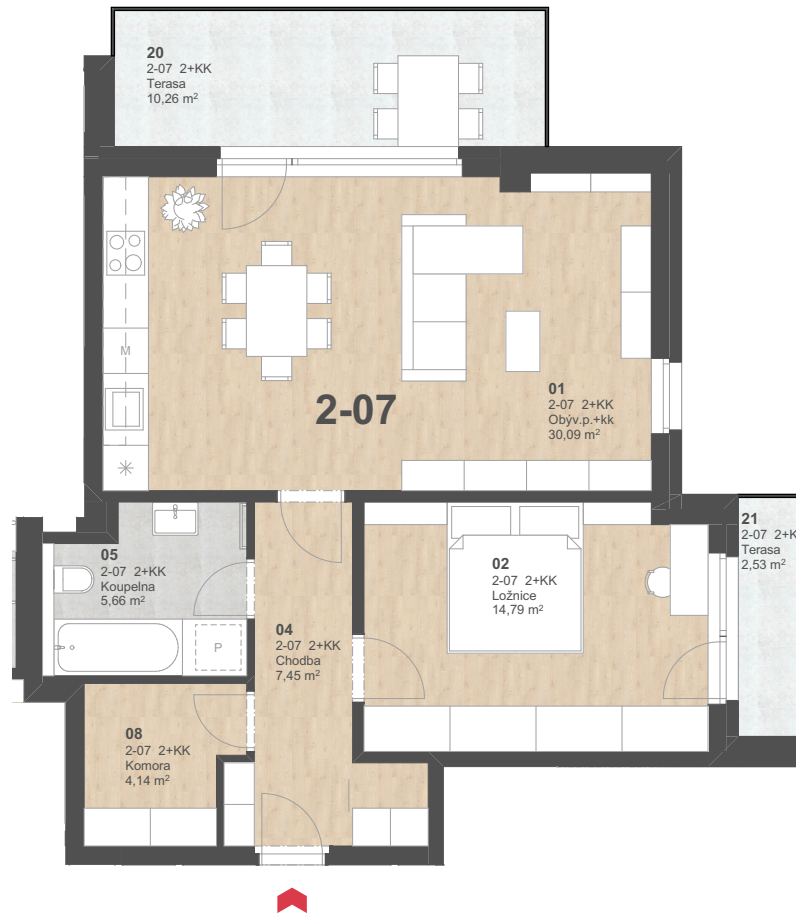 20
2-07 2+KK
Terasa
10,26 m²
M
2-07
01
2-07 2+KK
Obýv.p.+kk
30,09 m²
21
2-07 2+K
Terasa
2,53 m²
05
2-07 2+KK
Koupelna
5,66 m²
02
2-07 2+KK
Ložnice
14,79 m²
04
2-07 2+KK
Chodba
7,45 m²
P
08
2-07 2+KK
Komora
4,14 m²